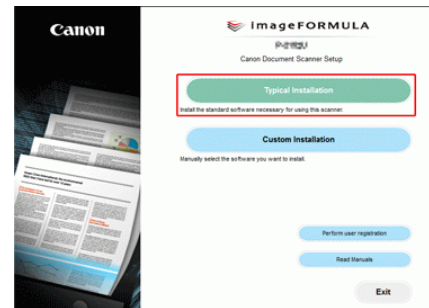 Canon
imageFORMULA
Canon Document Scanner Setup
Typical Installation
Install the standard software necessary for using this scanner.
Custom Installation
Manually select the software you want to install.
Perform user registration
Read Manuals
Exit